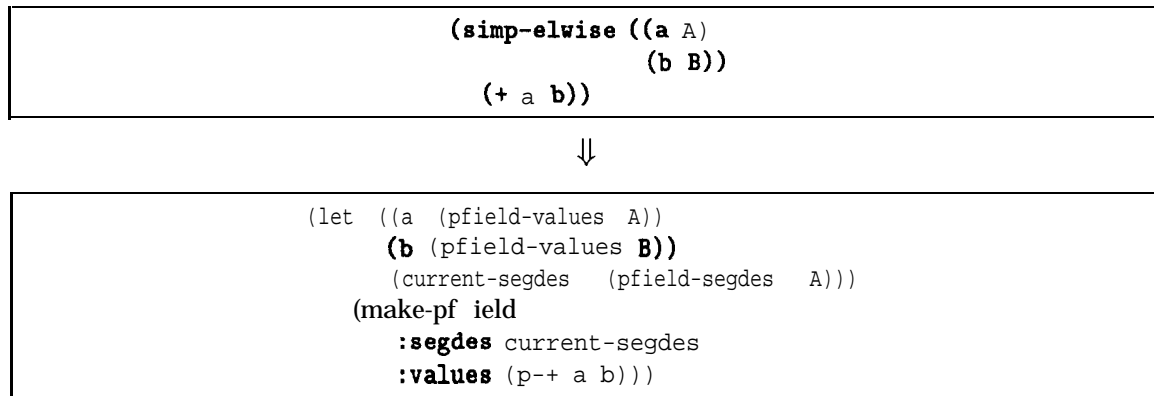 (simp-elwise ((a A)
(b B))
(+ a b))
⇓
(let ((a (pfield-values A))
(b (pfield-values B))
(current-segdes (pfield-segdes A)))
(make-pf ield
:segdes current-segdes
:values (p-+ a b)))